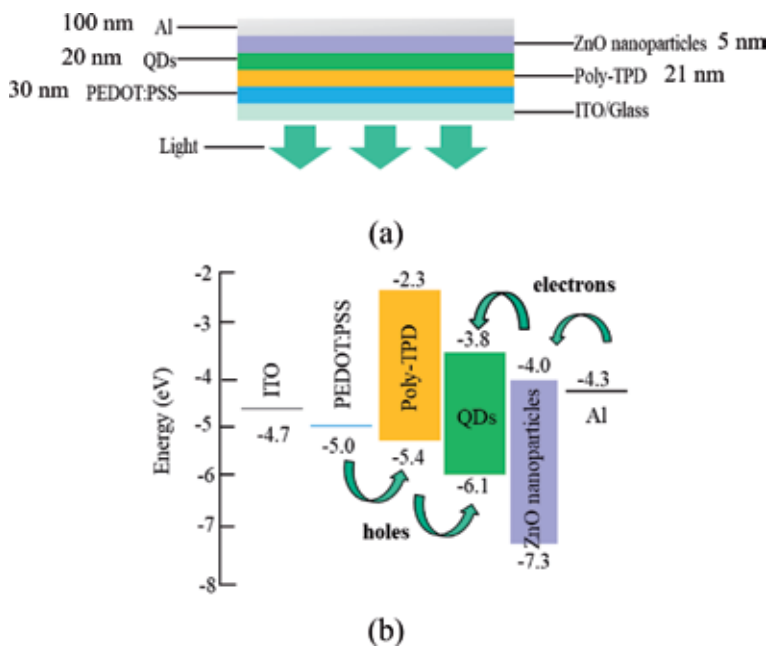 100 nm Al
ZnO nanoparticles 5 nm
20 nm QDs
Poly-TPD 21 nm
30 nm PEDOT:PSS
ITO/Glass
Light
(a)
Energy (eV)
-2
-3
-4
-5
-6
-7
-8
ITO
-4.7
PEDOT:PSS
-5.0
-2.3
Poly-TPD
-5.4
-3.8
QDs
-6.1
-4.0
ZnO nanoparticles
-7.3
-4.3
Al
electrons
holes
(b)